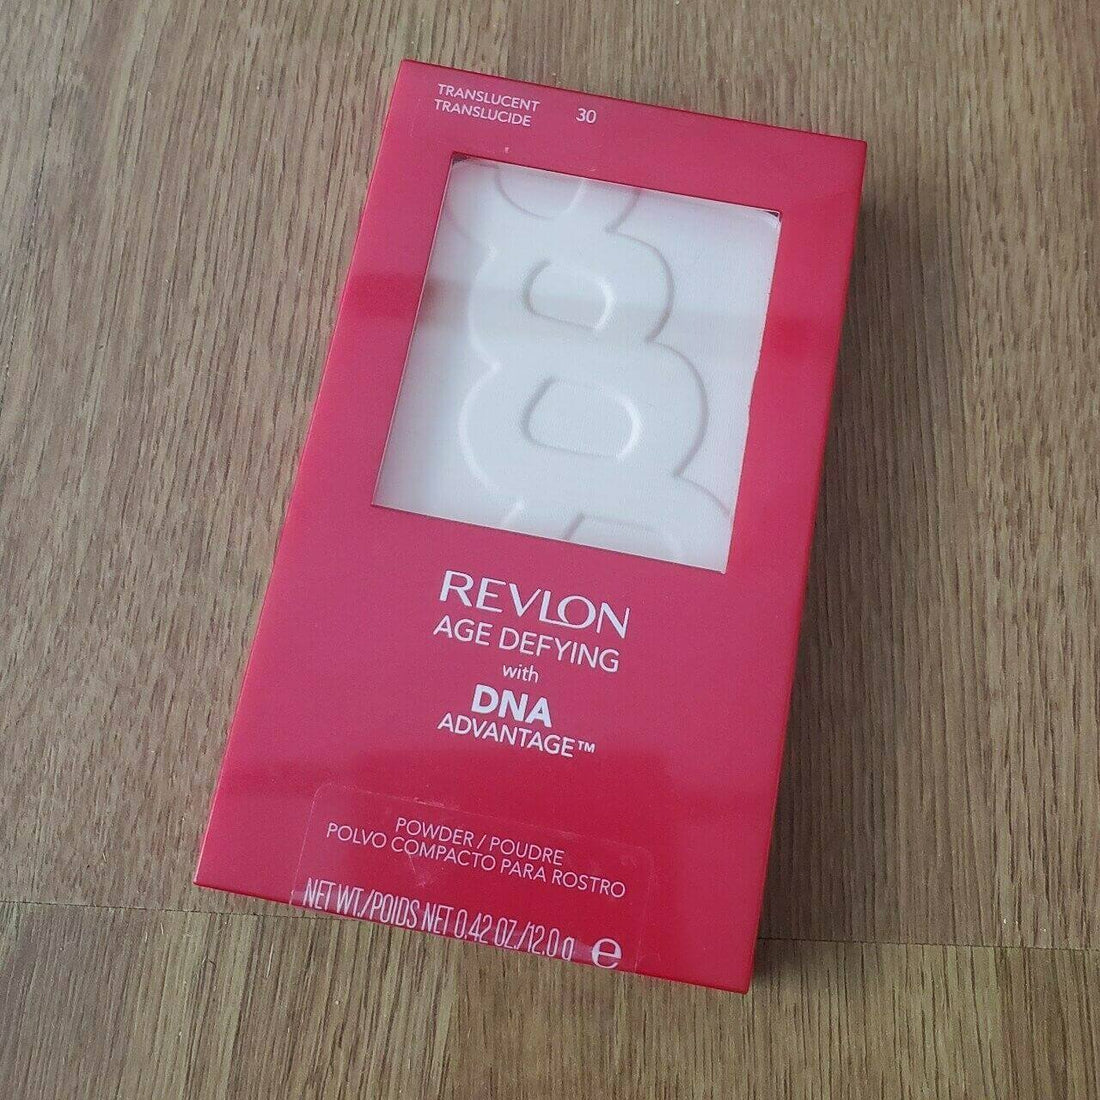 TRANSLUCENT 30
TRANSLUCIDE
REVLON
AGE DEFYING
with
DNA
ADVANTAGE™
POWDER / POUDRE
POLVO COMPACTO PARA ROSTRO
NET WT./POIDS NET 0.42 OZ./12.0 g e